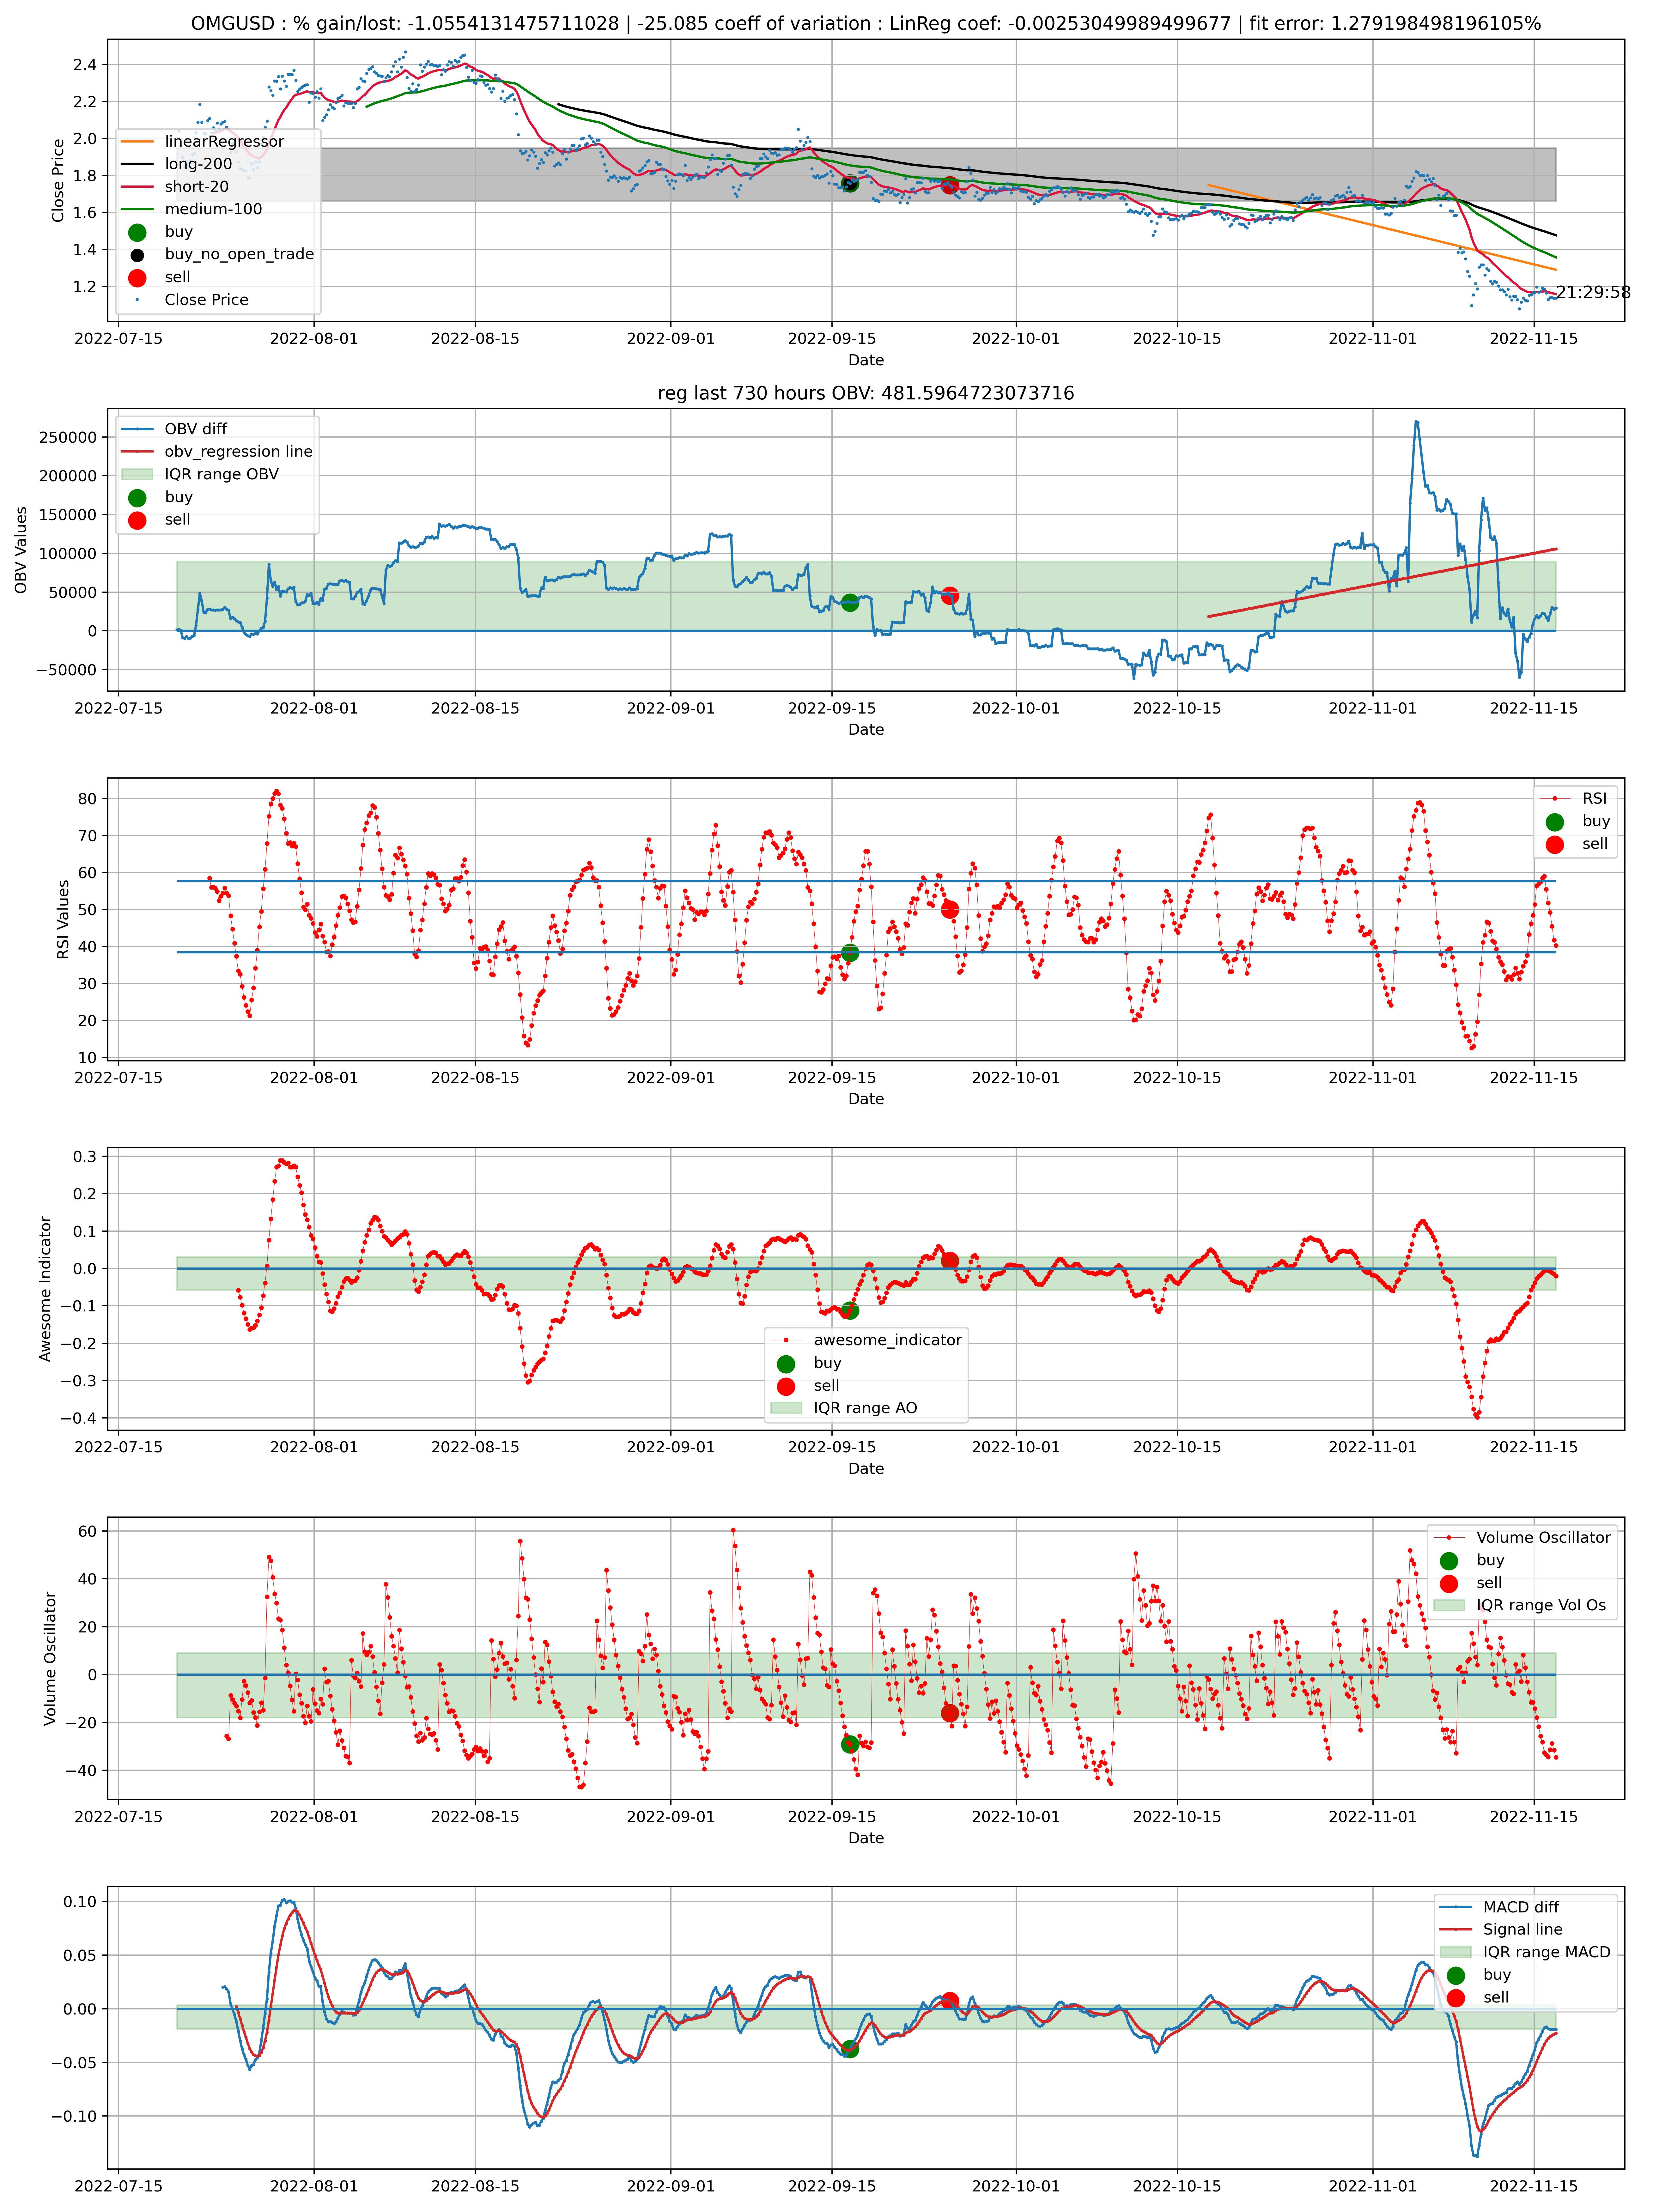 OMGUSD : % gain/lost: -1.0554131475711028 | -25.085 coeff of variation : LinReg coef: -0.00253049989499677 | fit error: 1.279198498196105%
Close Price
2.4
2.2
2.0
1.8
1.6
1.4
1.2
linearRegressor
long-200
short-20
medium-100
buy
buy_no_open_trade
sell
Close Price
21:29:58
2022-07-15 2022-08-01 2022-08-15 2022-09-01 2022-09-15 2022-10-01 2022-10-15 2022-11-01 2022-11-15
Date
reg last 730 hours OBV: 481.5964723073716
OBV Values
250000
200000
150000
100000
50000
0
−50000
OBV diff
obv_regression line
IQR range OBV
buy
sell
2022-07-15 2022-08-01 2022-08-15 2022-09-01 2022-09-15 2022-10-01 2022-10-15 2022-11-01 2022-11-15
Date
RSI Values
80
70
60
50
40
30
20
10
RSI
buy
sell
2022-07-15 2022-08-01 2022-08-15 2022-09-01 2022-09-15 2022-10-01 2022-10-15 2022-11-01 2022-11-15
Date
Awesome Indicator
0.3
0.2
0.1
0.0
−0.1
−0.2
−0.3
−0.4
awesome_indicator
buy
sell
IQR range AO
2022-07-15 2022-08-01 2022-08-15 2022-09-01 2022-09-15 2022-10-01 2022-10-15 2022-11-01 2022-11-15
Date
Volume Oscillator
60
40
20
0
−20
−40
Volume Oscillator
buy
sell
IQR range Vol Os
2022-07-15 2022-08-01 2022-08-15 2022-09-01 2022-09-15 2022-10-01 2022-10-15 2022-11-01 2022-11-15
Date
0.10
0.05
0.00
−0.05
−0.10
MACD diff
Signal line
IQR range MACD
buy
sell
2022-07-15 2022-08-01 2022-08-15 2022-09-01 2022-09-15 2022-10-01 2022-10-15 2022-11-01 2022-11-15